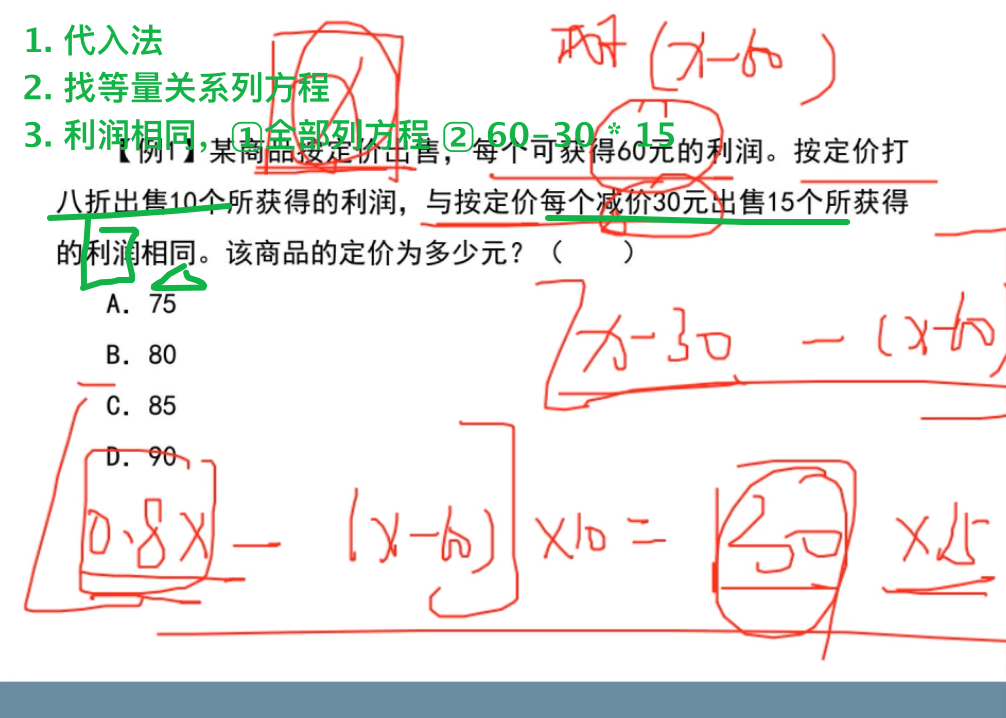 1. 代入法
2. 找等量关系列方程
3. 利润相同，①全部列方程 ② 60-30 * 15
(x-60)
【例1】某商品按定价出售，每个可获得60元的利润。按定价打
八折出售10个所获得的利润，与按定价每个减价30元出售15个所获得
的利润相同。该商品的定价为多少元？（　　）
A. 75
B. 80
C. 85
D. 90
x-30 - (x-60)
[0.8x - (x-60)] ×10 = 30 ×15